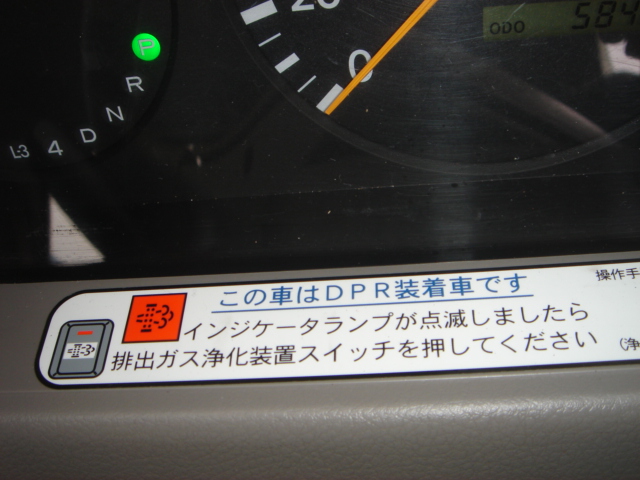 20
0
ODO 584
P
R
N
D
4
L3
この車はDPR装着車です
インジケータランプが点滅しましたら
排出ガス浄化装置スイッチを押してください
操作手
(浄